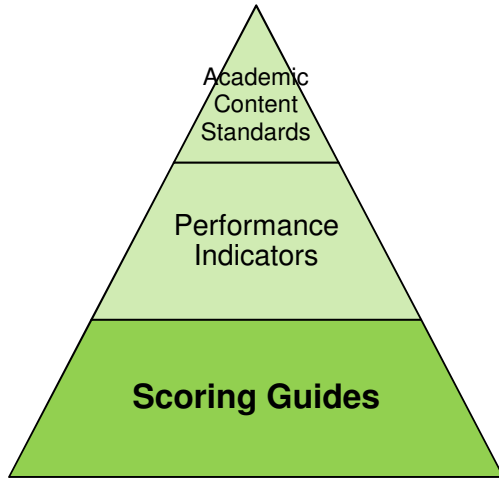 Academic
Content
Standards
Performance
Indicators
Scoring Guides